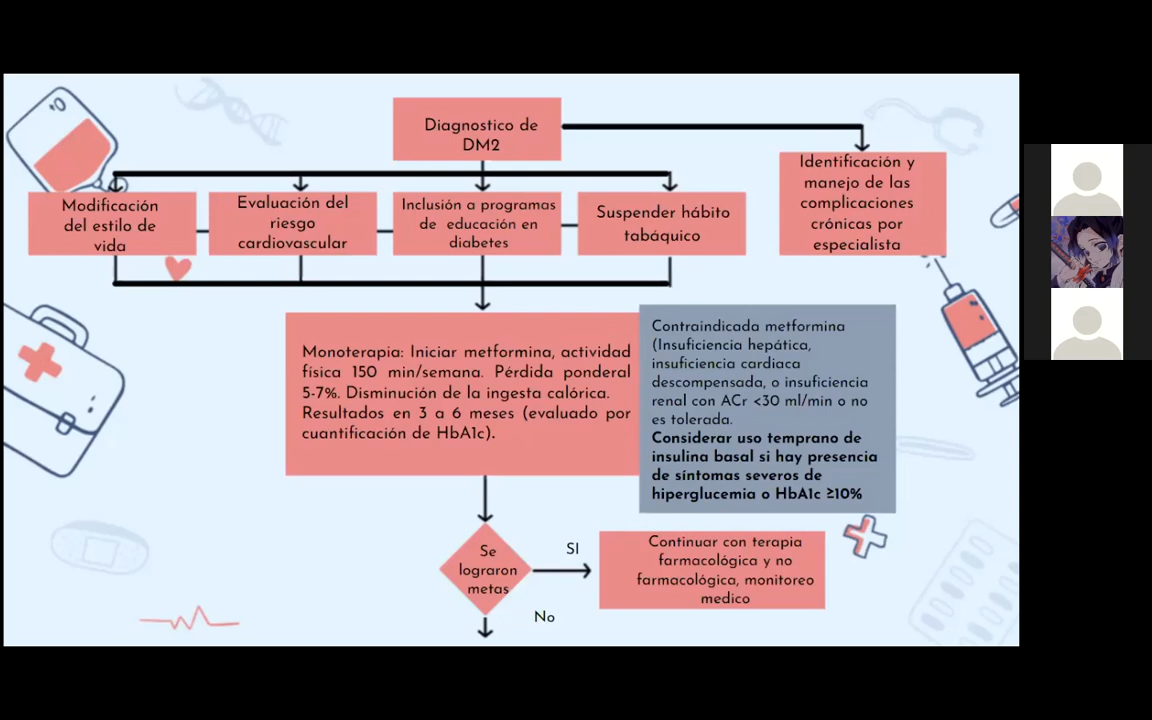 Diagnostico de
DM2
Identificación y
manejo de las
complicaciones
crónicas por
especialista
Modificación
del estilo de
vida
Evaluación del
riesgo
cardiovascular
Inclusión a programas
de educación en
diabetes
Suspender hábito
tabáquico
Monoterapia: Iniciar metformina, actividad
física 150 min/semana. Pérdida ponderal
5-7%. Disminución de la ingesta calórica.
Resultados en 3 a 6 meses (evaluado por
cuantificación de HbA1c).
Contraindicada metformina
(Insuficiencia hepática,
insuficiencia cardiaca
descompensada, o insuficiencia
renal con ACr <30 ml/min o no
es tolerada.
Considerar uso temprano de
insulina basal si hay presencia
de síntomas severos de
hiperglucemia o HbA1c ≥10%
Se
lograron
metas
SI
Continuar con terapia
farmacológica y no
farmacológica, monitoreo
medico
No